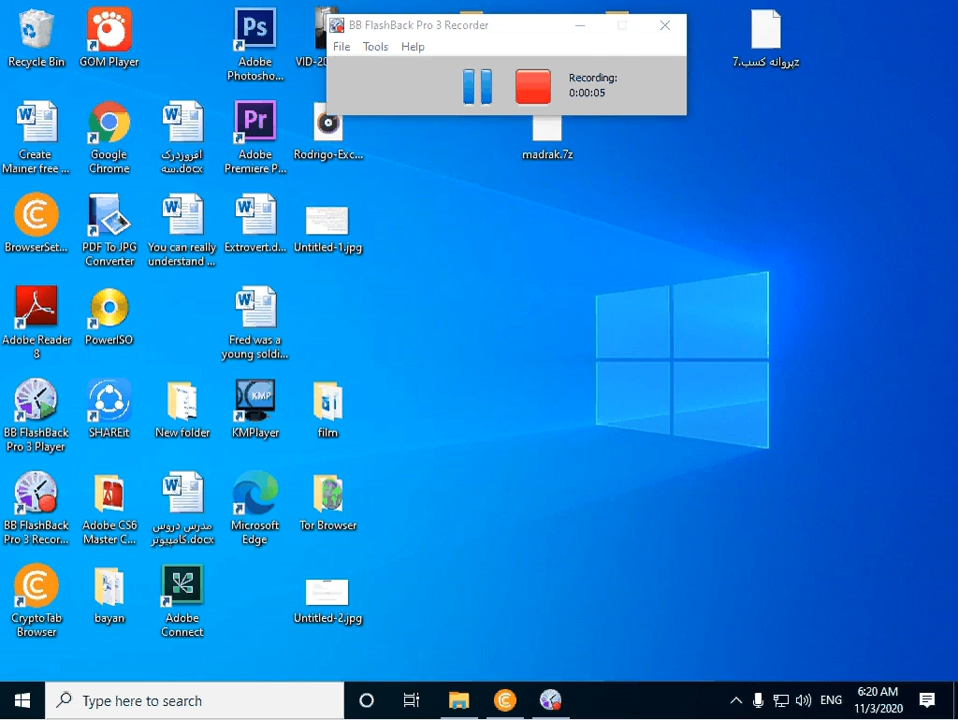 BB FlashBack Pro 3 Recorder
File Tools Help
Recording:
0:00:05
Recycle Bin
GOM Player
Adobe
Photosho...
VID-20
پروانه کسب.7z
Create
Mainer free ...
Google
Chrome
افروزدرک
سه.docx
Adobe
Premiere P...
Rodrigo-Exc...
madrak.7z
BrowserSet...
PDF To JPG
Converter
You can really
understand ...
Extrovert.d...
Untitled-1.jpg
Adobe Reader
8
PowerISO
Fred was a
young soldi...
BB FlashBack
Pro 3 Player
SHAREit
New folder
KMPlayer
film
BB FlashBack
Pro 3 Recor...
Adobe CS6
Master C...
مدرس دروس
کامپیوتر.docx
Microsoft
Edge
Tor Browser
CryptoTab
Browser
bayan
Adobe
Connect
Untitled-2.jpg
Type here to search
ENG
6:20 AM
11/3/2020